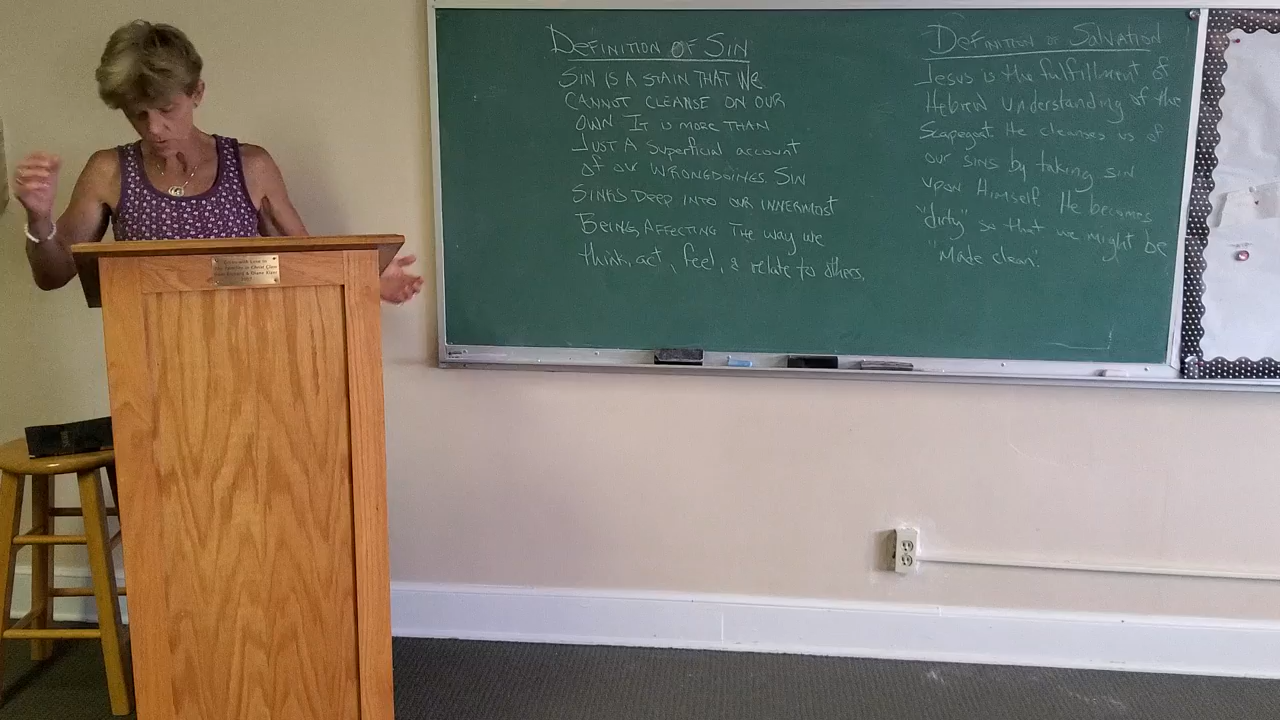 DEFINITION OF SIN
SIN IS A STAIN THAT WE
CANNOT CLEANSE ON OUR
OWN IT IS MORE THAN
JUST A superficial account
of our WRONGDOINGS. SIN
SINKS DEEP INTO OUR INNERMOST
BEING, AFFECTING THE WAY WE
think, act, feel, & relate to others.
DEFINITION OF SALVATION
Jesus is the fulfillment of
Hebrew understanding of the
Scapegoat. He cleanses us of
our sins by taking sin
upon Himself. He becomes
"dirty" so that we might be
"made clean".